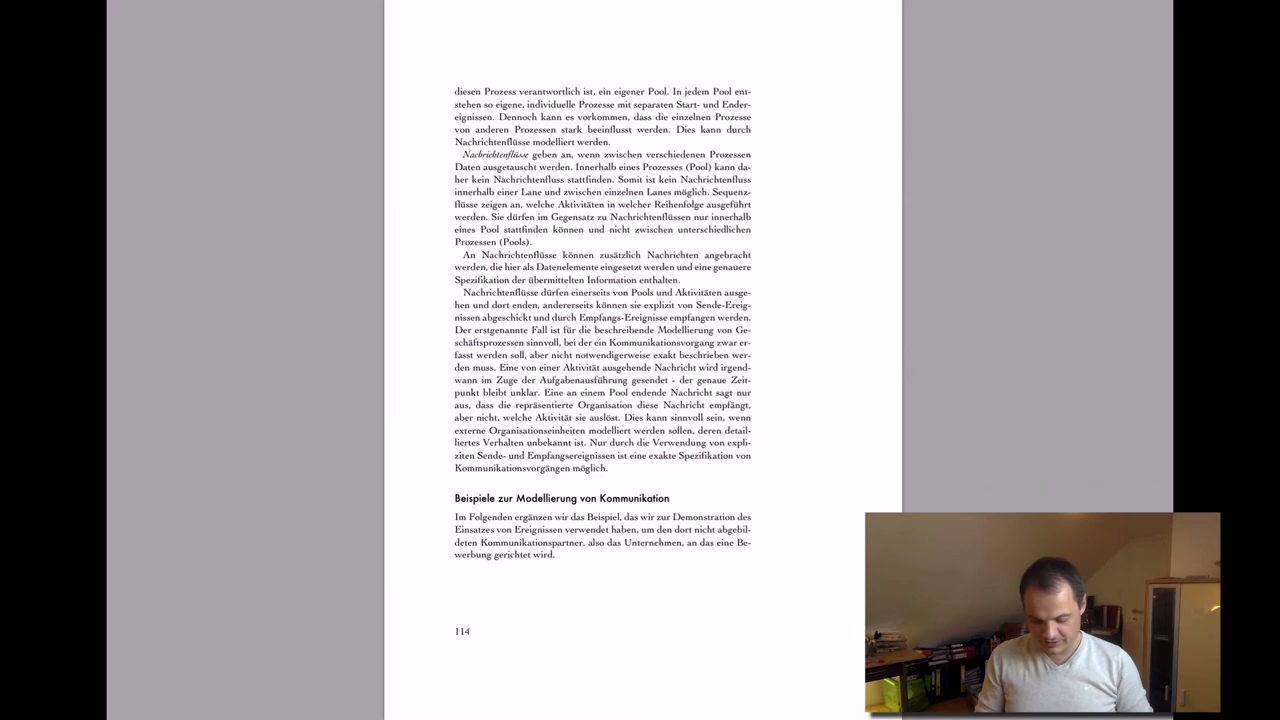 diesen Prozess verantwortlich ist, ein eigener Pool. In jedem Pool ent-
stehen so eigene, individuelle Prozesse mit separaten Start- und Ender-
eignissen. Dennoch kann es vorkommen, dass die einzelnen Prozesse
von anderen Prozessen stark beeinflusst werden. Dies kann durch
Nachrichtenflüsse modelliert werden.
Nachrichtenflüsse geben an, wenn zwischen verschiedenen Prozessen
Daten ausgetauscht werden. Innerhalb eines Prozesses (Pool) kann da-
her kein Nachrichtenfluss stattfinden. Somit ist kein Nachrichtenfluss
innerhalb einer Lane und zwischen einzelnen Lanes möglich. Sequenz-
flüsse zeigen an, welche Aktivitäten in welcher Reihenfolge ausgeführt
werden. Sie dürfen im Gegensatz zu Nachrichtenflüssen nur innerhalb
eines Pool stattfinden können und nicht zwischen unterschiedlichen
Prozessen (Pools).
An Nachrichtenflüsse können zusätzlich Nachrichten angebracht
werden, die hier als Datenelemente eingesetzt werden und eine genauere
Spezifikation der übermittelten Information enthalten.
Nachrichtenflüsse dürfen einerseits von Pools und Aktivitäten ausge-
hen und dort enden, andererseits können sie explizit von Sende-Ereig-
nissen abgeschickt und durch Empfangs-Ereignisse empfangen werden.
Der erstgenannte Fall ist für die beschreibende Modellierung von Ge-
schäftsprozessen sinnvoll, bei der ein Kommunikationsvorgang zwar er-
fasst werden soll, aber nicht notwendigerweise exakt beschrieben wer-
den muss. Eine von einer Aktivität ausgehende Nachricht wird irgend-
wann im Zuge der Aufgabenausführung gesendet - der genaue Zeit-
punkt bleibt unklar. Eine an einem Pool endende Nachricht sagt nur
aus, dass die repräsentierte Organisation diese Nachricht empfängt,
aber nicht, welche Aktivität sie auslöst. Dies kann sinnvoll sein, wenn
externe Organisationseinheiten modelliert werden sollen, deren detail-
liertes Verhalten unbekannt ist. Nur durch die Verwendung von expli-
ziten Sende- und Empfangsereignissen ist eine exakte Spezifikation von
Kommunikationsvorgängen möglich.
Beispiele zur Modellierung von Kommunikation
Im Folgenden ergänzen wir das Beispiel, das wir zur Demonstration des
Einsatzes von Ereignissen verwendet haben, um den dort nicht abgebil-
deten Kommunikationspartner, also das Unternehmen, an das eine Be-
werbung gerichtet wird.
114